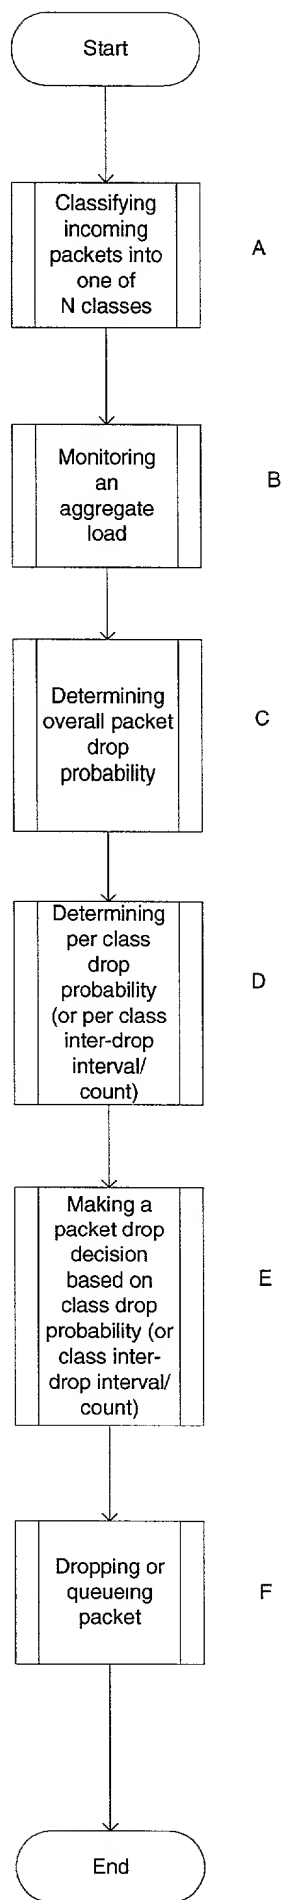 Start
Classifying
incoming
packets into
one of
N classes
A
Monitoring
an
aggregate
load
B
Determining
overall packet
drop
probability
C
Determining
per class
drop
probability
(or per class
inter-drop
interval/
count)
D
Making a
packet drop
decision
based on
class drop
probability (or
class inter-
drop interval/
count)
E
Dropping or
queueing
packet
F
End